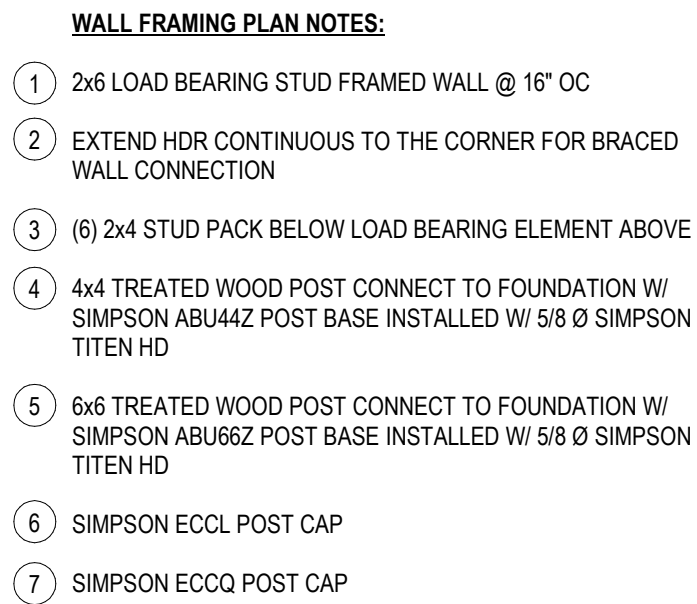 WALL FRAMING PLAN NOTES:
1 2x6 LOAD BEARING STUD FRAMED WALL @ 16" OC
2 EXTEND HDR CONTINUOUS TO THE CORNER FOR BRACED
WALL CONNECTION
3 (6) 2x4 STUD PACK BELOW LOAD BEARING ELEMENT ABOVE
4 4x4 TREATED WOOD POST CONNECT TO FOUNDATION W/
SIMPSON ABU44Z POST BASE INSTALLED W/ 5/8 Ø SIMPSON
TITEN HD
5 6x6 TREATED WOOD POST CONNECT TO FOUNDATION W/
SIMPSON ABU66Z POST BASE INSTALLED W/ 5/8 Ø SIMPSON
TITEN HD
6 SIMPSON ECCL POST CAP
7 SIMPSON ECCQ POST CAP